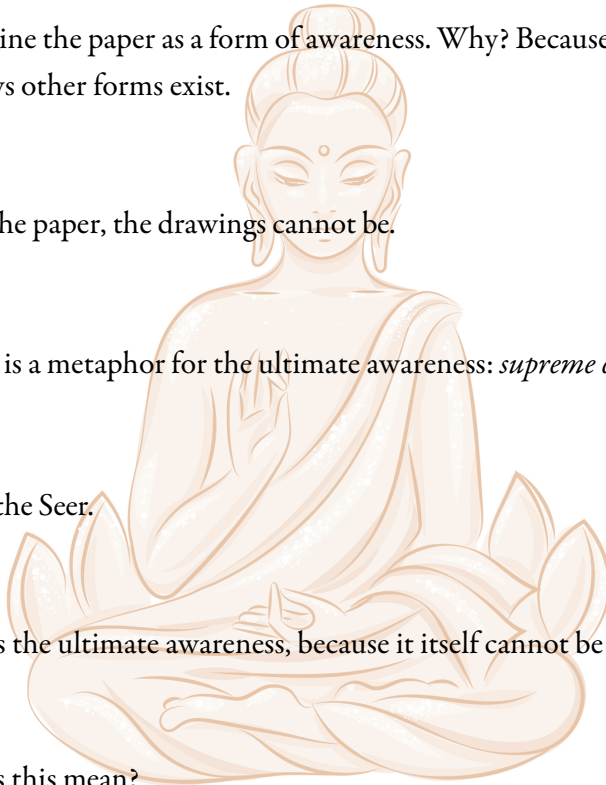 ine the paper as a form of awareness. Why? Because
vs other forms exist.
he paper, the drawings cannot be.
is a metaphor for the ultimate awareness: supreme
the Seer.
s the ultimate awareness, because it itself cannot be
s this mean?